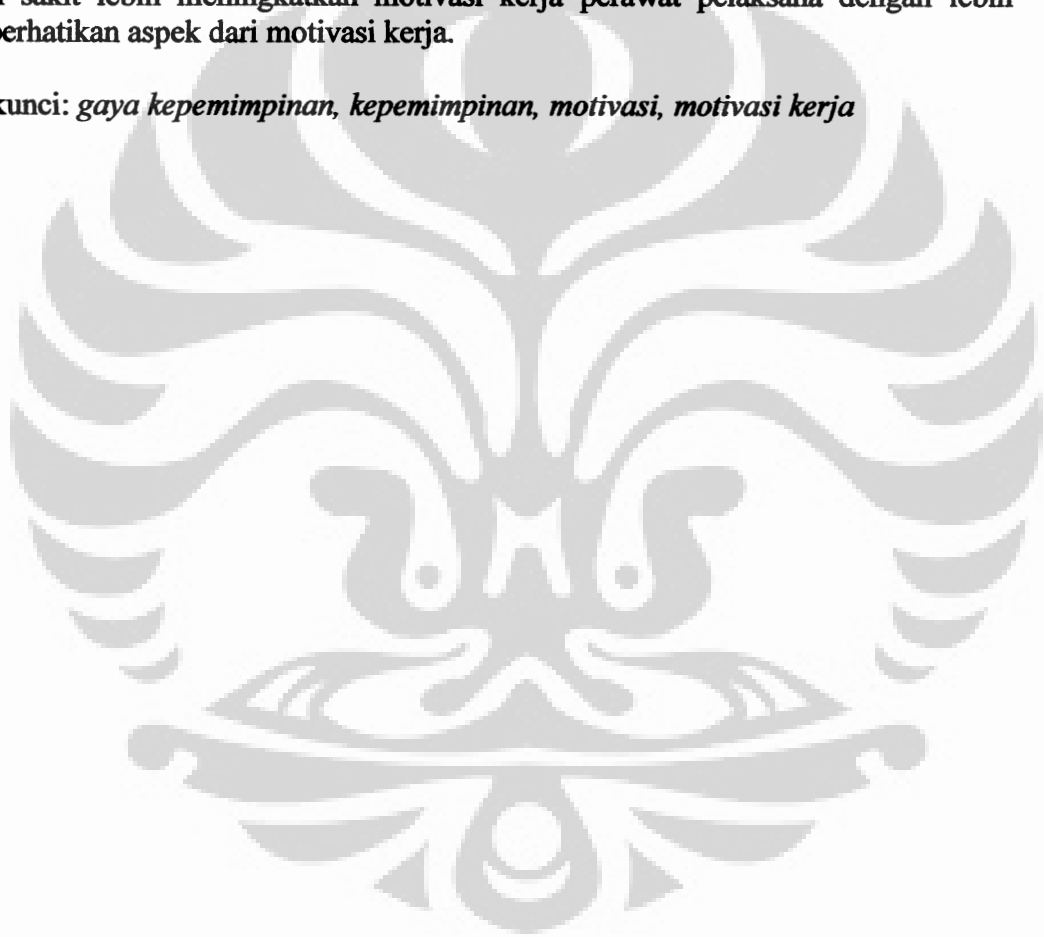 sakit lebih meningkatkan motivasi kerja perawat pelaksana dengan lebih
erhatikan aspek dari motivasi kerja.
kunci: gaya kepemimpinan, kepemimpinan, motivasi, motivasi kerja